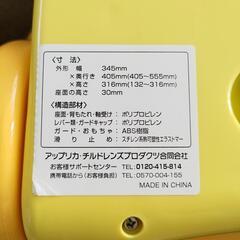 ＜寸 法＞
外形 幅 345mm
×奥行き 405mm(405～555mm)
×高さ 316mm(132～316mm)
座面の高さ 30mm
＜構造部材＞
座面・背もたれ・軸受け：ポリプロピレン
レバー類・ガードキャップ：ポリプロピレン
ガード・おもちゃ：ABS樹脂
滑り止め：スチレン系熱可塑性エラストマー
アップリカ・チルドレンズプロダクツ合同会社
お客様サポートセンター TEL. 0120-415-814
携帯電話から(お客様負担) TEL. 0570-004-155
MADE IN CHINA